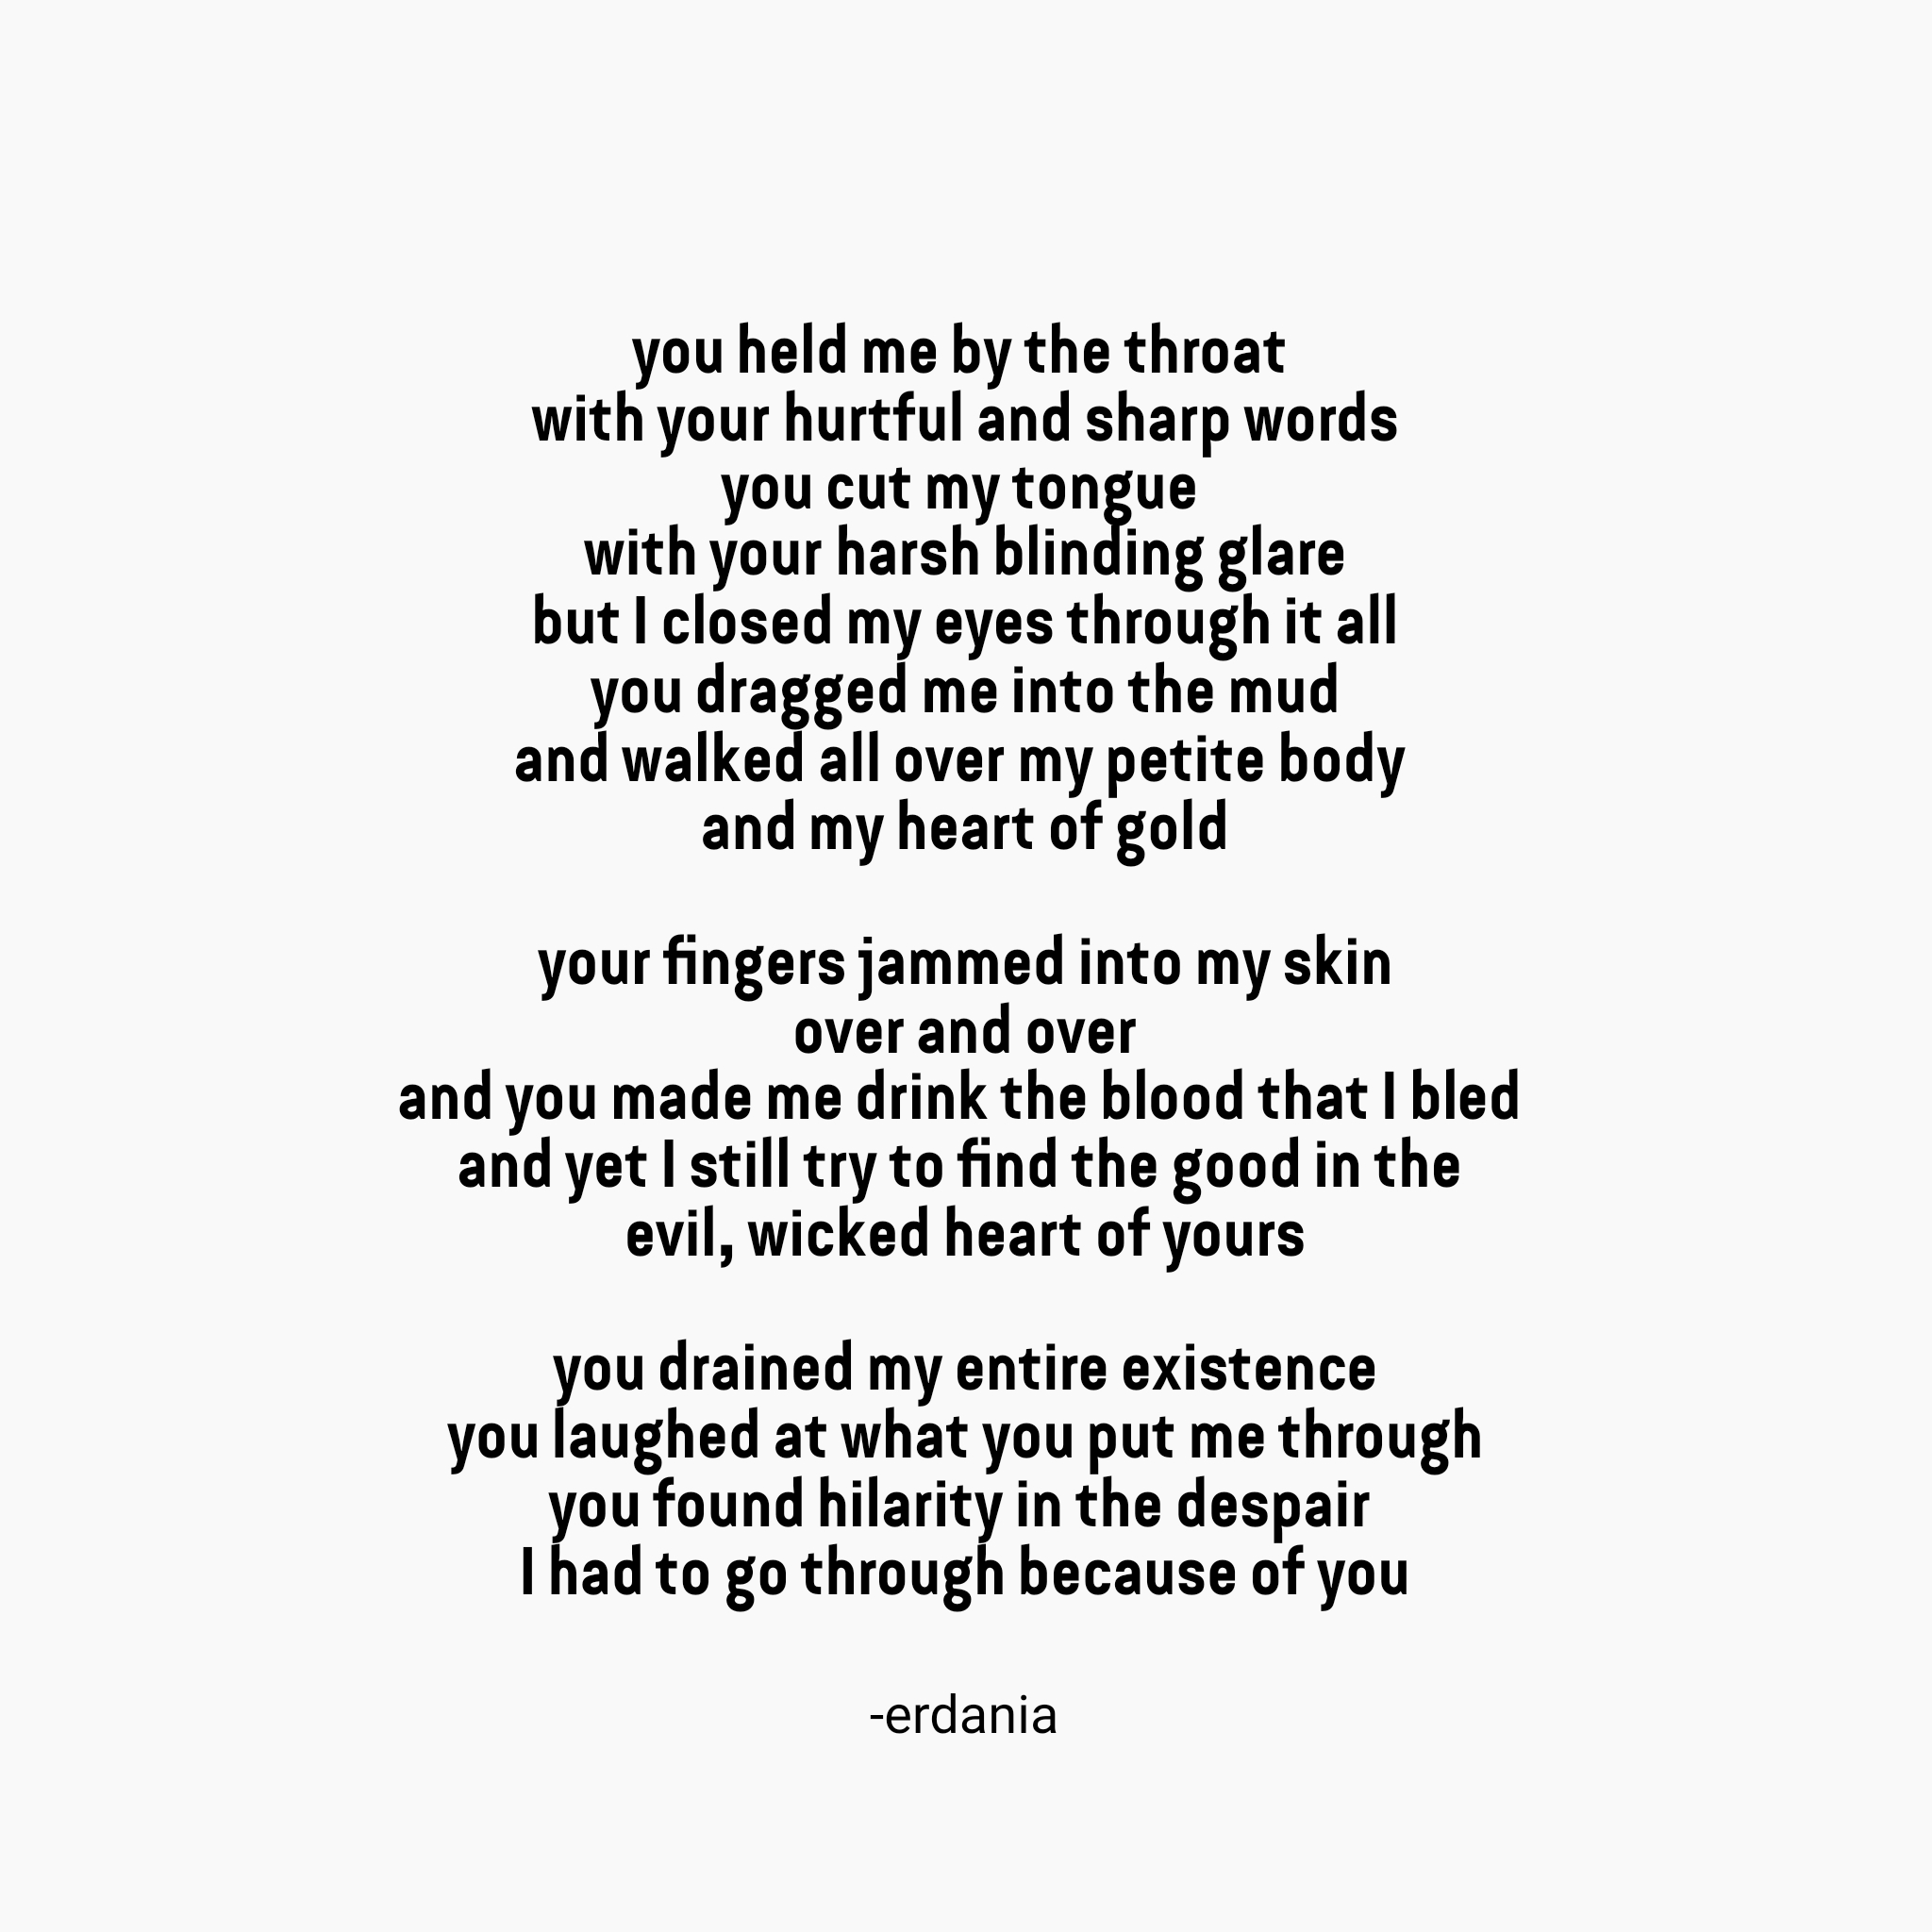 you held me by the throat
with your hurtful and sharp words
you cut my tongue
with your harsh blinding glare
but I closed my eyes through it all
you dragged me into the mud
and walked all over my petite body
and my heart of gold
your fingers jammed into my skin
over and over
and you made me drink the blood that I bled
and yet I still try to find the good in the
evil, wicked heart of yours
you drained my entire existence
you laughed at what you put me through
you found hilarity in the despair
I had to go through because of you
-erdania